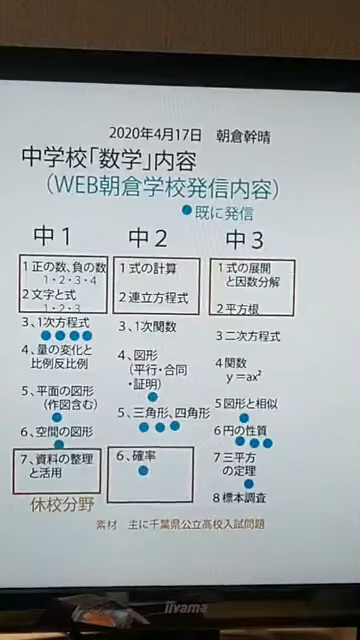 2020年4月17日 朝倉幹晴
中学校「数学」内容
（WEB朝倉学校発信内容）
●既に発信
中1
1 正の数、負の数
1・2・3・4
2 文字と式
1・2・3
3、1次方程式
4、量の変化と
比例反比例
5、平面の図形
（作図含む）
6、空間の図形
7、資料の整理
と活用
休校分野
中2
1 式の計算
2 連立方程式
3、1次関数
4、図形
（平行・合同
・証明）
5、三角形、四角形
6、確率
中3
1 式の展開
と因数分解
2 平方根
3 二次方程式
4 関数
y=ax²
5 図形と相似
6 円の性質
7 三平方
の定理
8 標本調査
素材 主に千葉県公立高校入試問題
iiyama